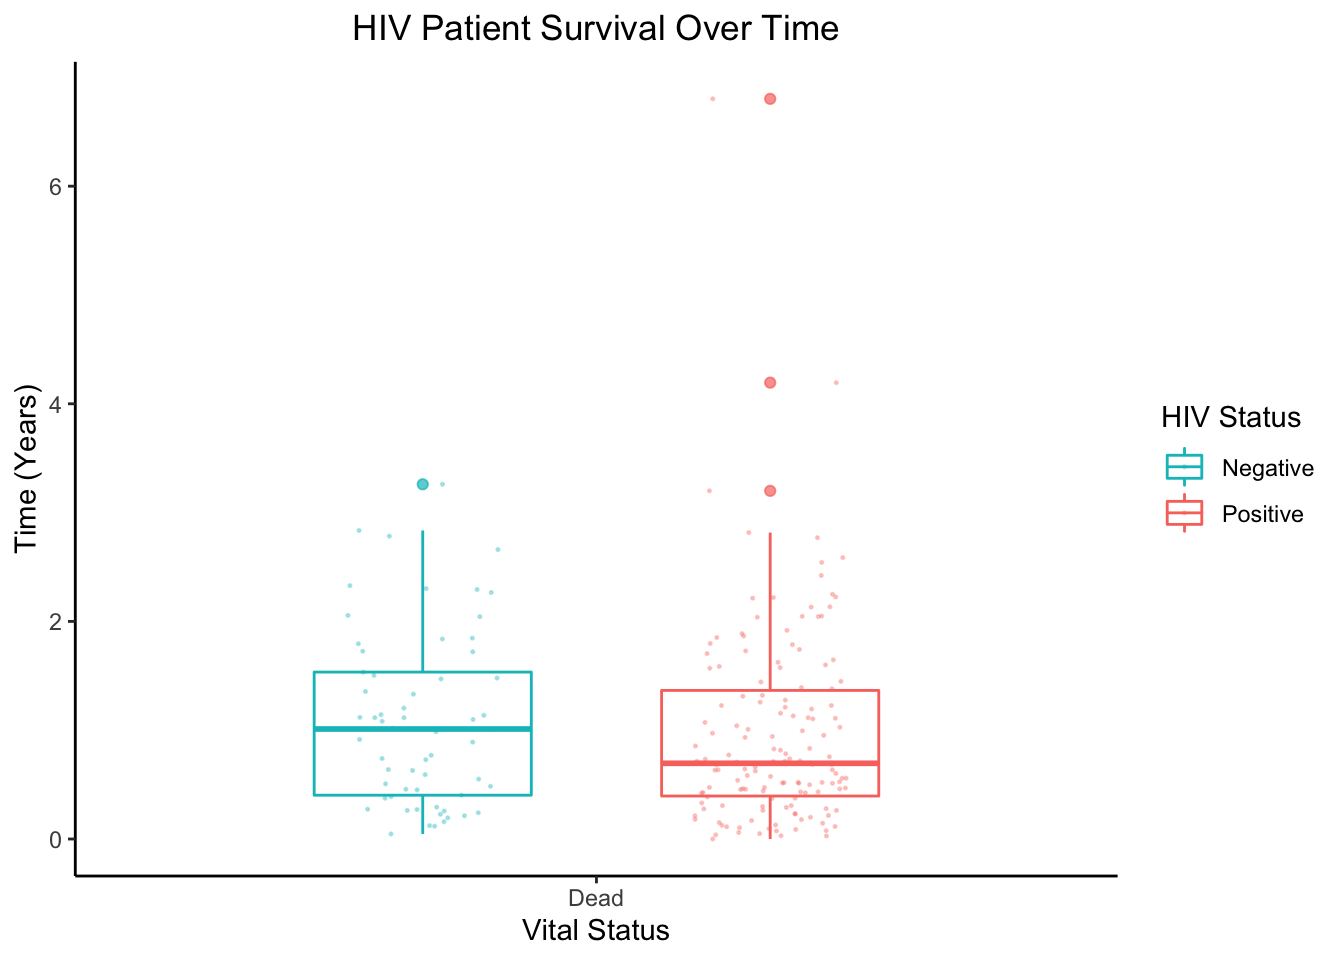 HIV Patient Survival Over Time
6
4
2
0
Time (Years)
Dead
Vital Status
HIV Status
Negative
Positive